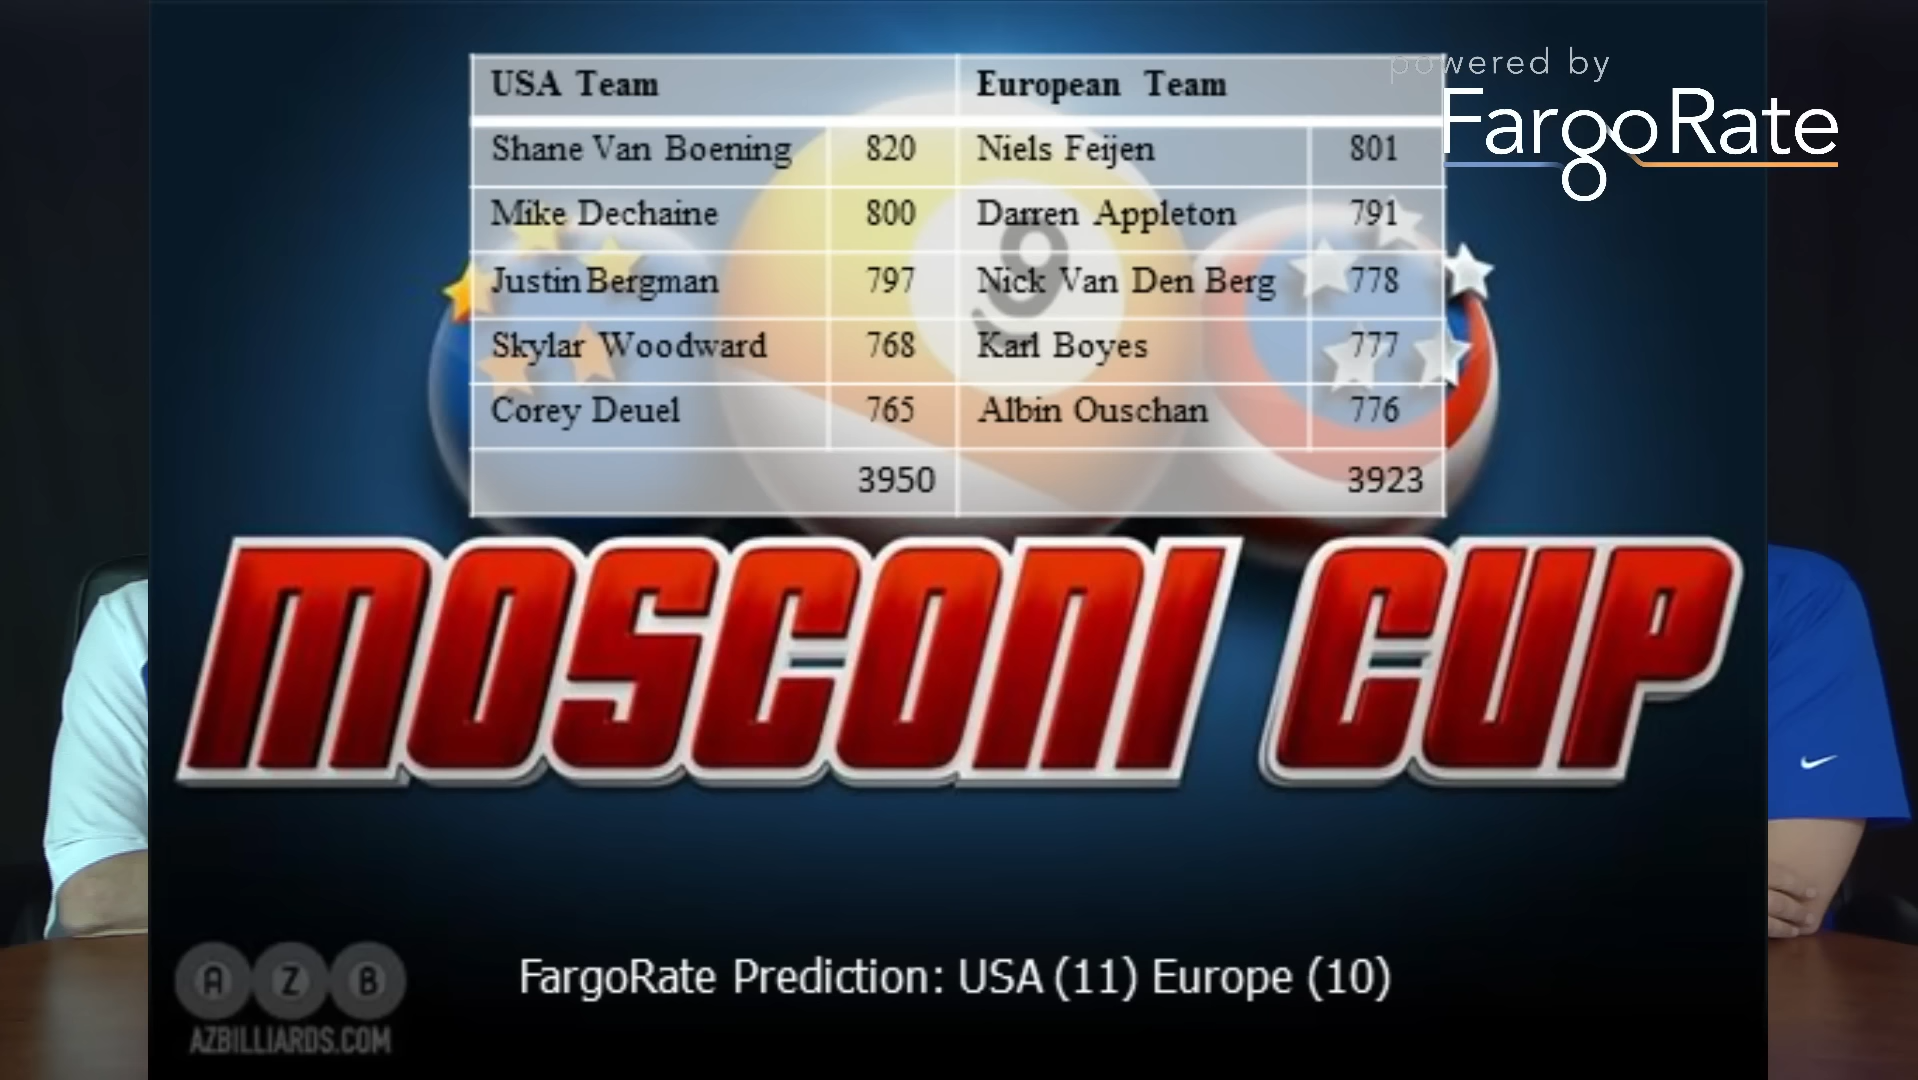 powered by
FargoRate
USA Team European Team
Shane Van Boening 820 Niels Feijen 801
Mike Dechaine 800 Darren Appleton 791
Justin Bergman 797 Nick Van Den Berg 778
Skylar Woodward 768 Karl Boyes 777
Corey Deuel 765 Albin Ouschan 776
3950 3923
9
MOSCONI CUP
FargoRate Prediction: USA (11) Europe (10)
A Z B
AZBILLIARDS.COM